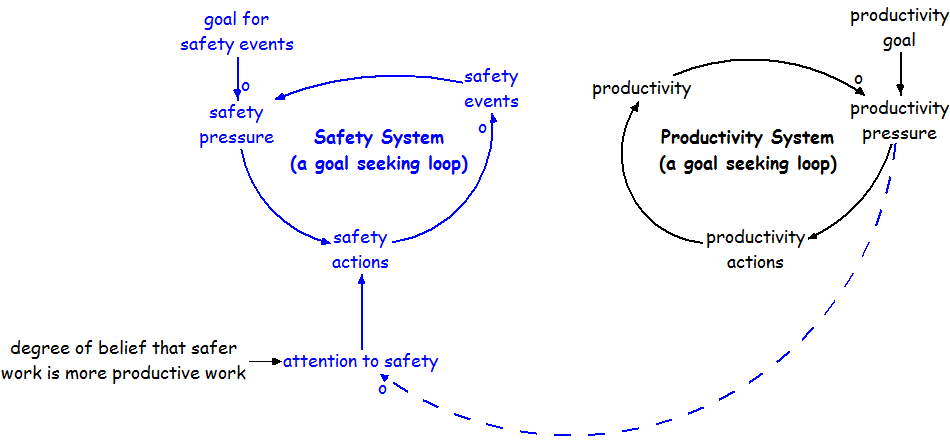 goal for
safety events
o
safety
pressure
safety
events
o
Safety System
(a goal seeking loop)
safety
actions
degree of belief that safer
work is more productive work
attention to safety
o
productivity
goal
o
productivity
productivity
pressure
Productivity System
(a goal seeking loop)
productivity
actions